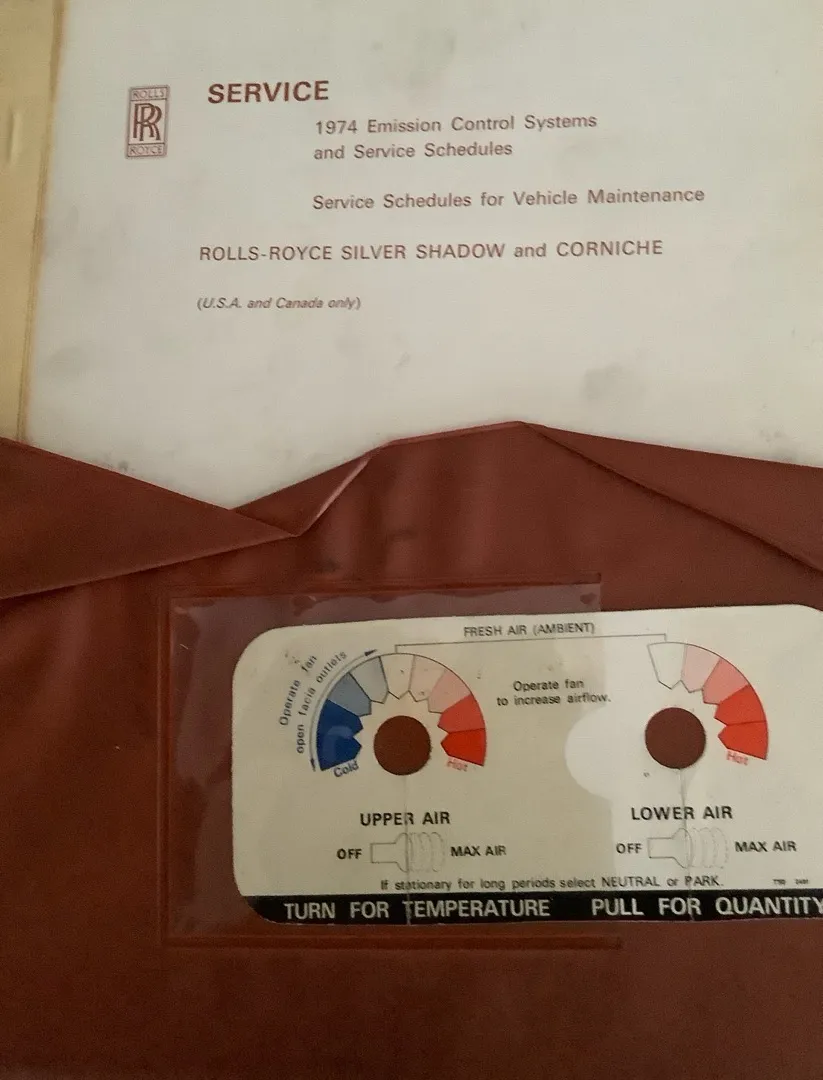 ROLLS
RR
ROYCE
SERVICE
1974 Emission Control Systems
and Service Schedules
Service Schedules for Vehicle Maintenance
ROLLS-ROYCE SILVER SHADOW and CORNICHE
(U.S.A. and Canada only)
FRESH AIR (AMBIENT)
Operate fan
open facia outlets
Operate fan
to increase airflow.
Cold
Hot
Hot
UPPER AIR
LOWER AIR
OFF
MAX AIR
OFF
MAX AIR
If stationary for long periods select NEUTRAL or PARK.
TURN FOR TEMPERATURE PULL FOR QUANTITY